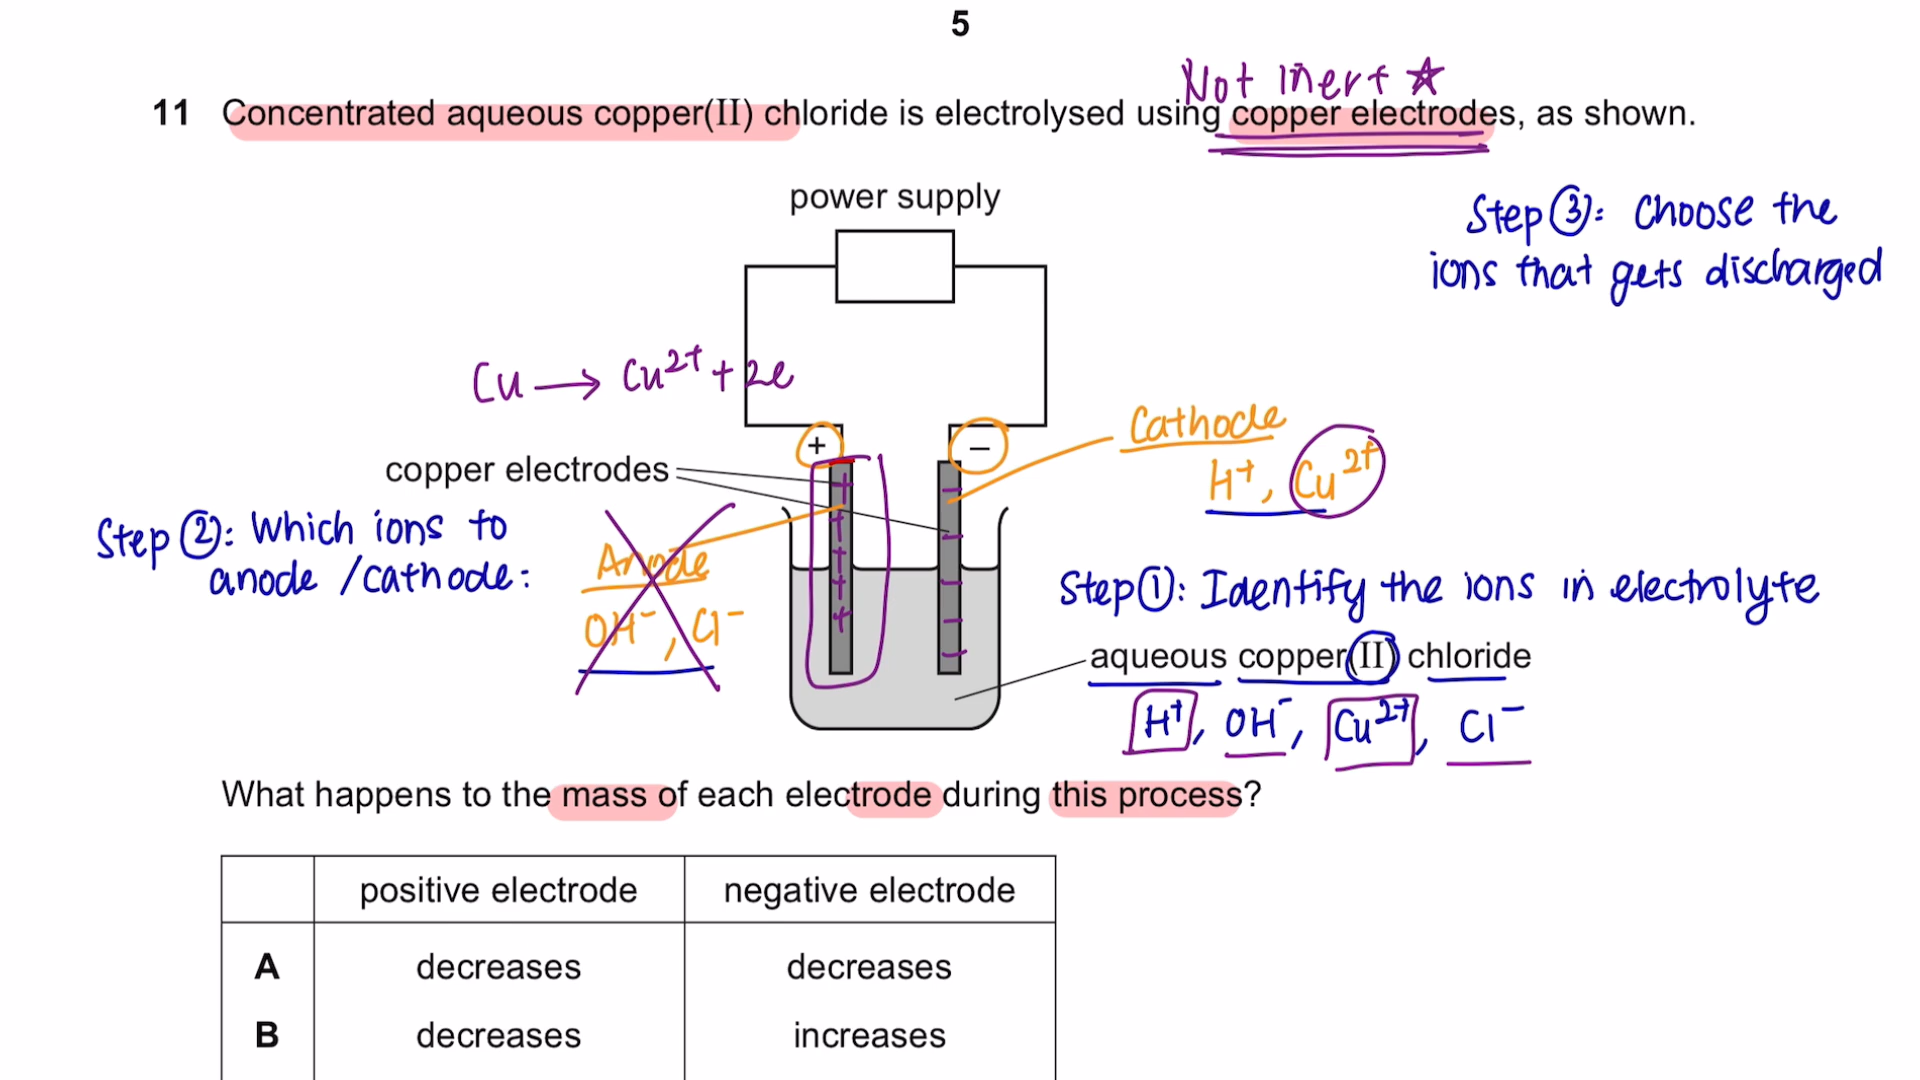 5
Not inert ☆
11 Concentrated aqueous copper(II) chloride is electrolysed using copper electrodes, as shown.
power supply
Step ③: Choose the
ions that gets discharged
Cu → Cu²⁺ + 2e
+
−
Cathode
H⁺, Cu²⁺
copper electrodes
Step ②: Which ions to
anode / cathode:
Anode
OH⁻, Cl⁻
Step ①: Identify the ions in electrolyte
aqueous copper(II) chloride
H⁺, OH⁻, Cu²⁺, Cl⁻
What happens to the mass of each electrode during this process?
positive electrode negative electrode
A decreases decreases
B decreases increases